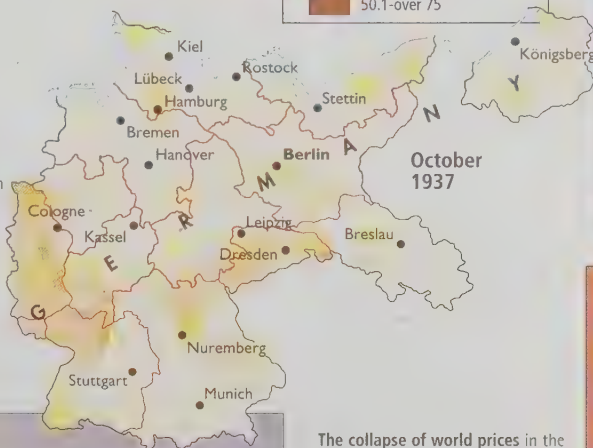 50.1-over 75
Kiel
Königsberg
Rostock
Lübeck
Hamburg
Stettin
Bremen
Hanover
Berlin
October
1937
Cologne
Kassel
Leipzig
Dresden
Breslau
Nuremberg
Stuttgart
Munich
G E R M A N Y
The collapse of world prices in the